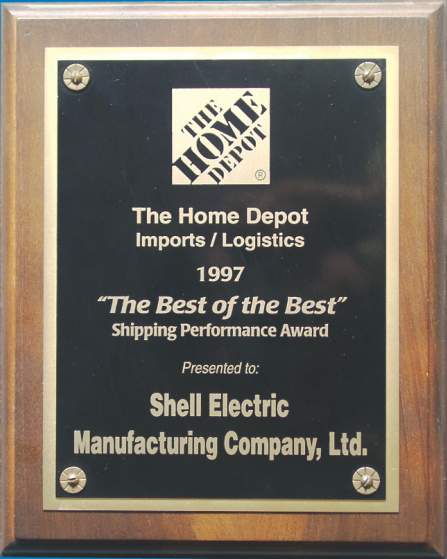 THE
HOME
DEPOT
®
The Home Depot
Imports / Logistics
1997
"The Best of the Best"
Shipping Performance Award
Presented to:
Shell Electric
Manufacturing Company, Ltd.